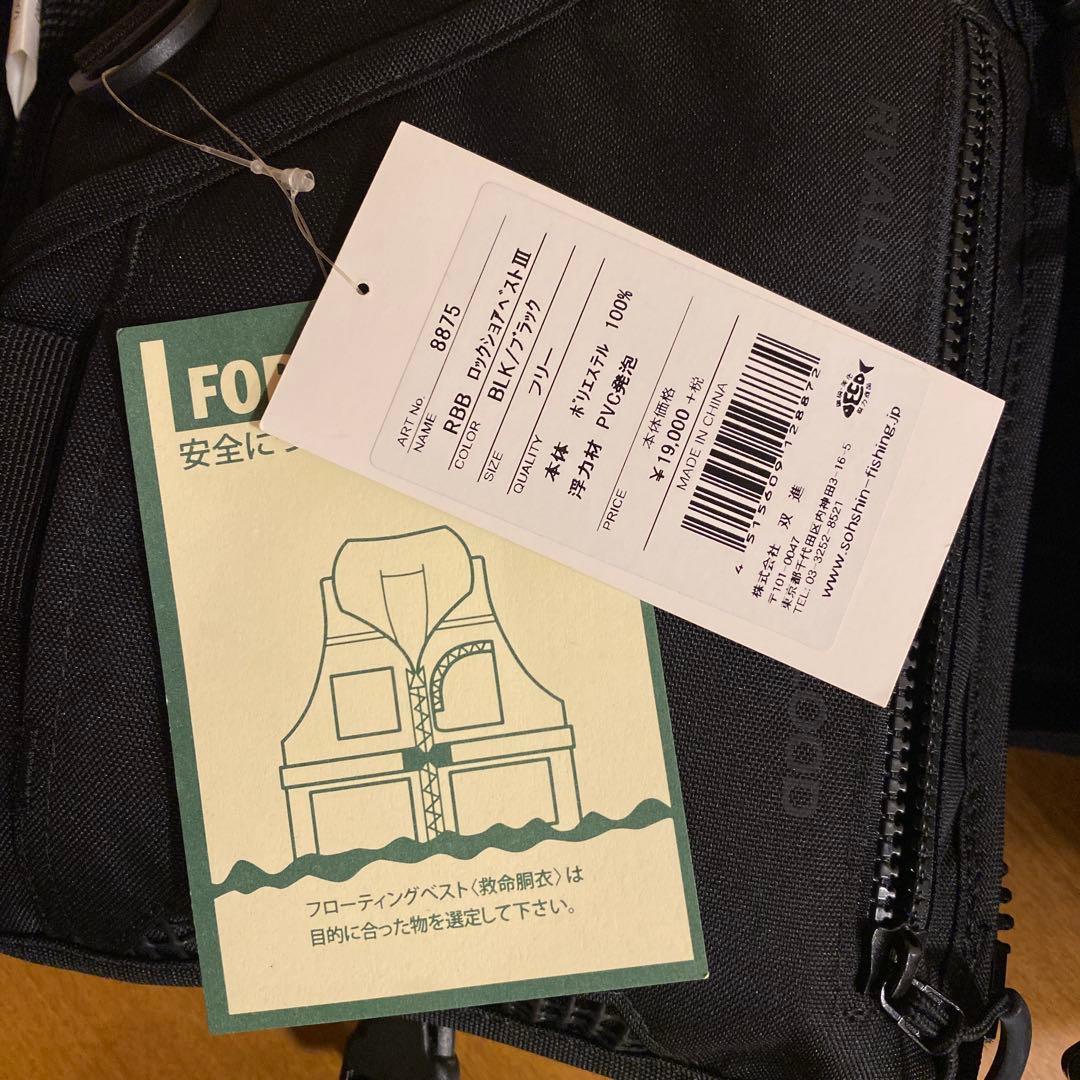 ART No. 8875
NAME
RBB ロックショアベストⅢ
COLOR
BLK/ブラック
SIZE
フリー
QUALITY
本体 ポリエステル 100%
浮力材 PVC発泡
PRICE
本体価格
¥ 19,000 +税
MADE IN CHINA
4 515609 128872
株式会社 双進
〒101-0047
東京都千代田区内神田3-16-5
TEL: 03-3252-8521
www.sohshin-fishing.jp
FOR
安全に
フローティングベスト〈救命胴衣〉は
目的に合った物を選定して下さい。